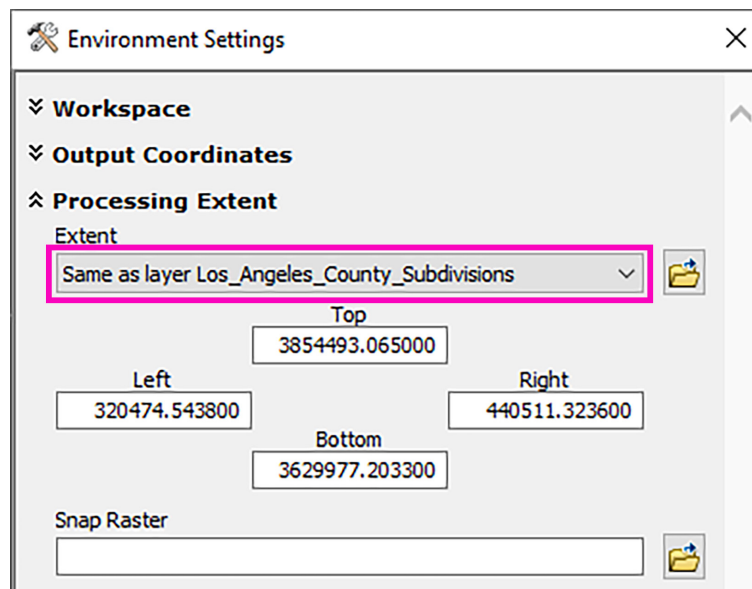 Environment Settings
Workspace
Output Coordinates
Processing Extent
Extent
Same as layer Los_Angeles_County_Subdivisions
Top
3854493.065000
Left
Right
320474.543800
440511.323600
Bottom
3629977.203300
Snap Raster